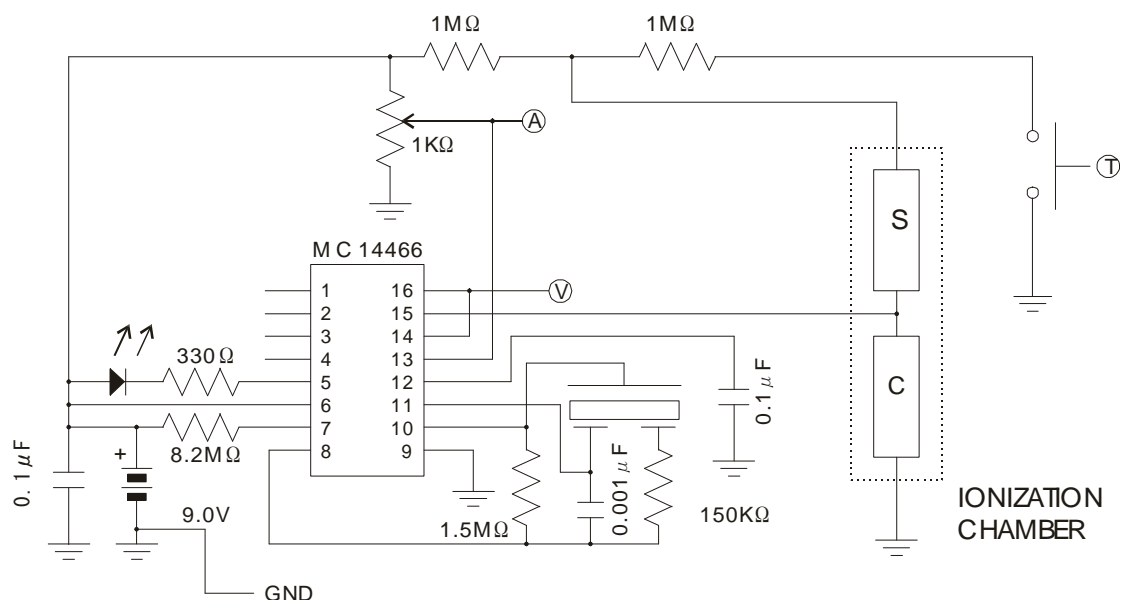 1MΩ
1MΩ
A
1KΩ
T
S
MC14466
1 16
V
2 15
3 14
4 13
330Ω
5 12
C
6 11
7 10
8 9
8.2MΩ
+
0.1μF
9.0V
1.5MΩ
0.001μF
150KΩ
0.1μF
IONIZATION
CHAMBER
GND